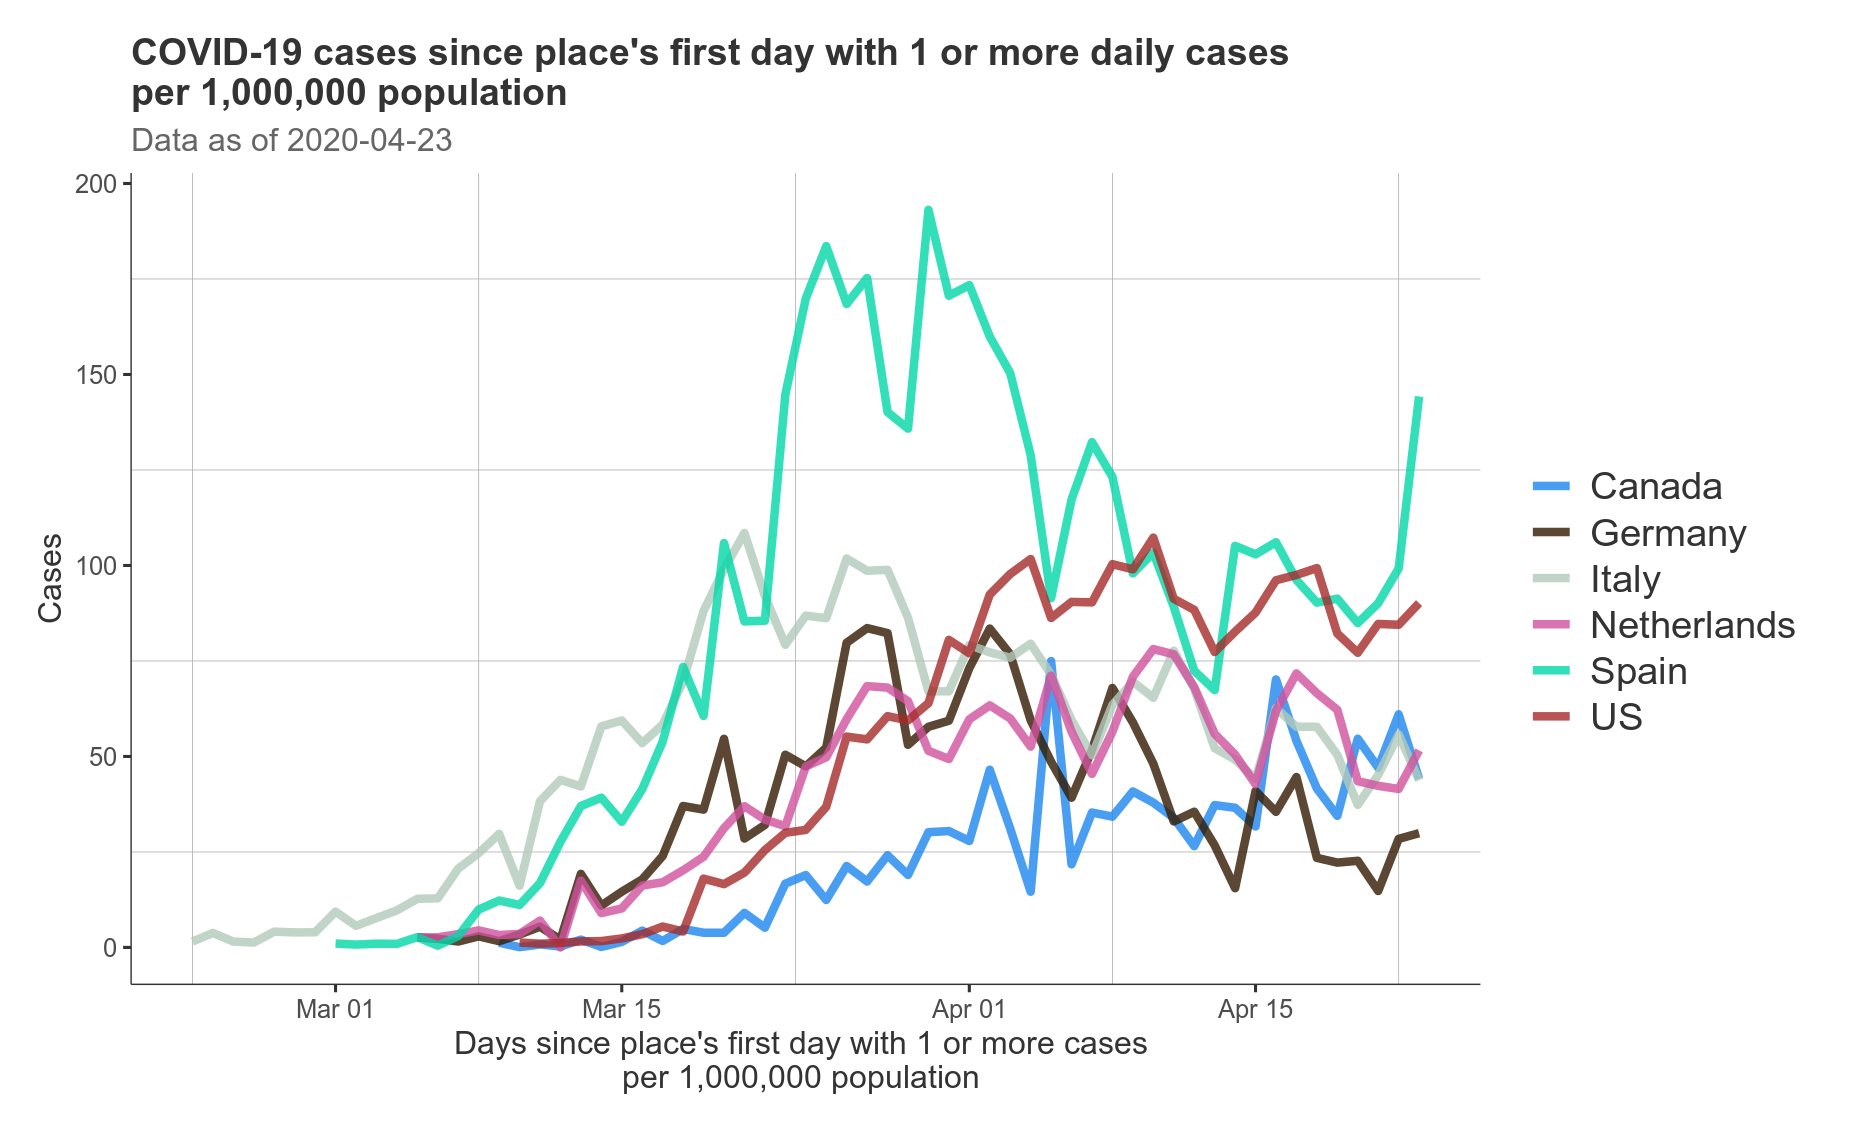 COVID-19 cases since place's first day with 1 or more daily cases
per 1,000,000 population
Data as of 2020-04-23
200
150
100
50
0
Cases
Mar 01
Mar 15
Apr 01
Apr 15
Days since place's first day with 1 or more cases
per 1,000,000 population
Canada
Germany
Italy
Netherlands
Spain
US